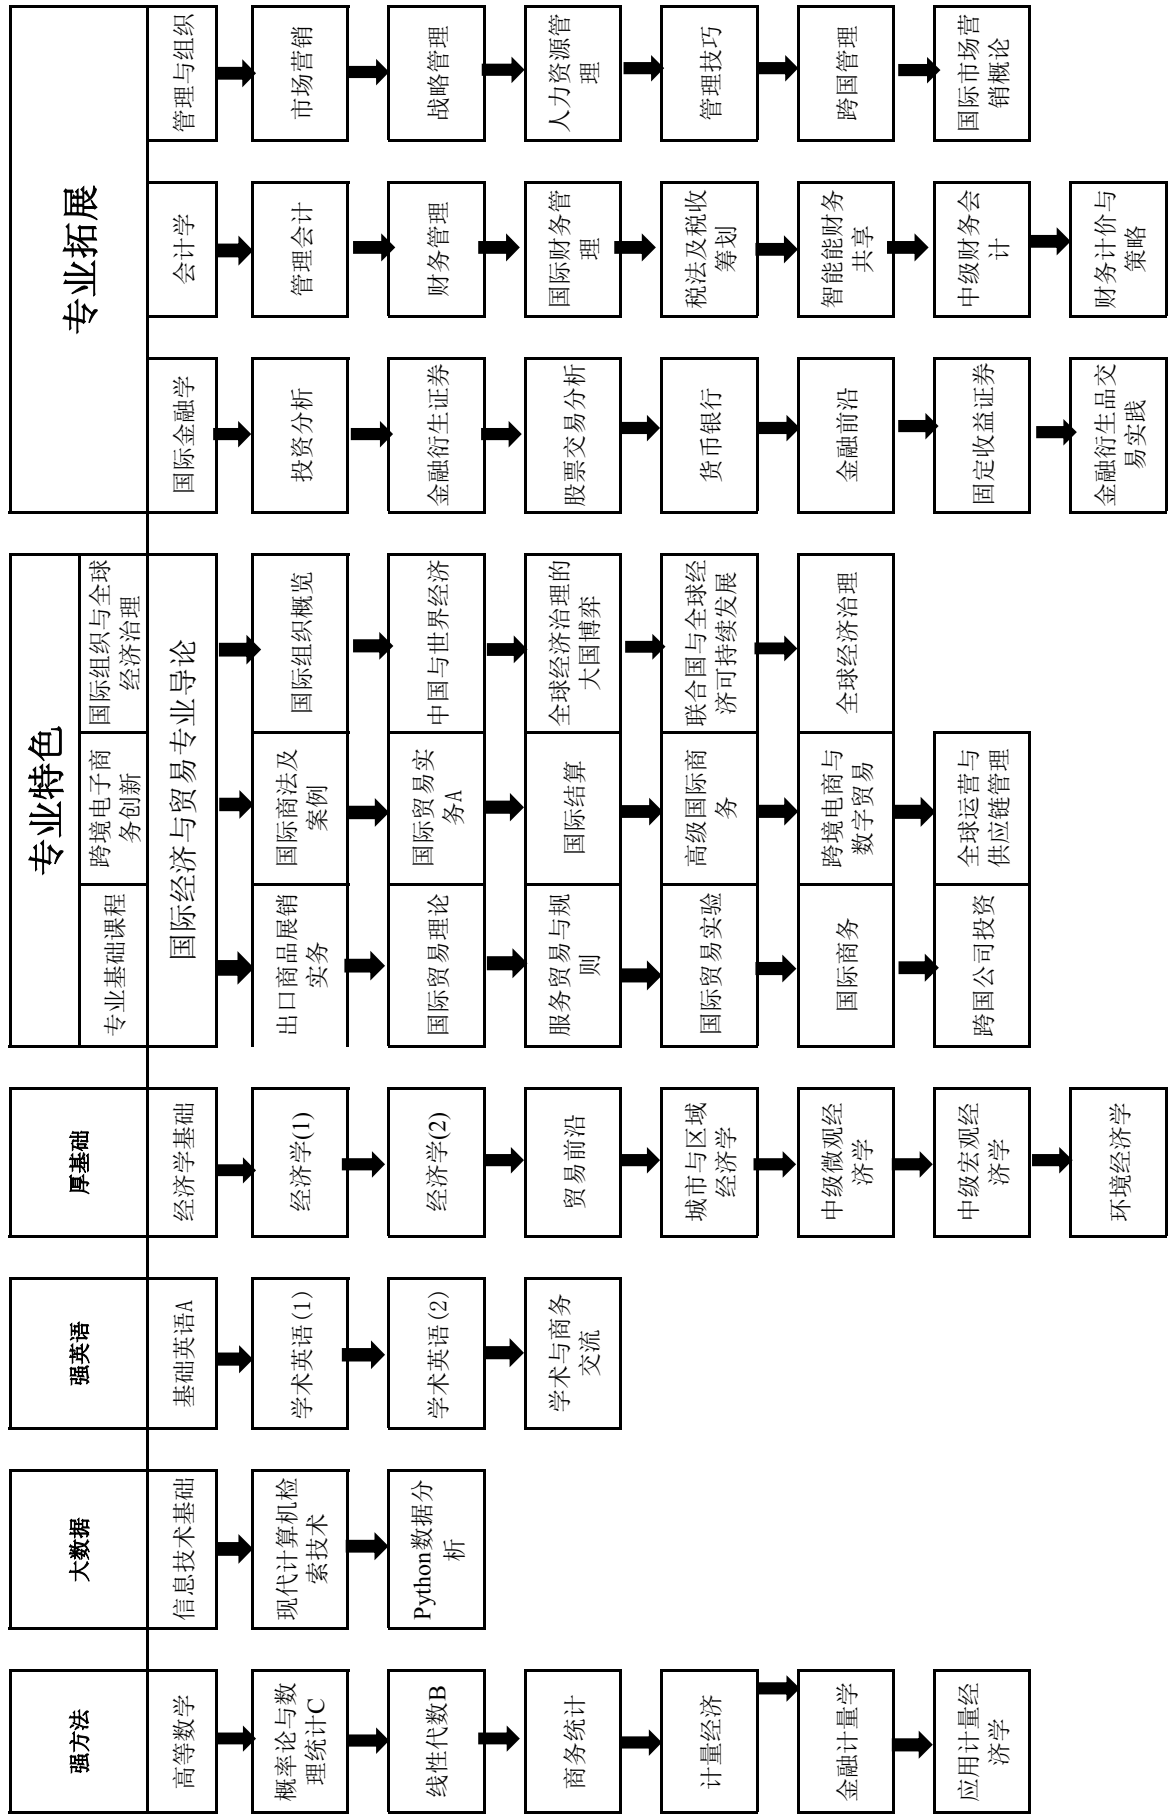 强方法
高等数学
概率论与数
理统计C
线性代数B
商务统计
计量经济
金融计量学
应用计量经
济学
大数据
信息技术基础
现代计算机检
索技术
Python数据分
析
强英语
基础英语A
学术英语(1)
学术英语(2)
学术与商务
交流
厚基础
经济学基础
经济学(1)
经济学(2)
贸易前沿
城市与区域
经济学
中级微观经
济学
中级宏观经
济学
环境经济学
专业特色
专业基础课程
跨境电子商
务创新
国际组织与全球
经济治理
国际经济与贸易专业导论
出口商品展销
实务
国际贸易理论
服务贸易与规
则
国际贸易实验
国际商务
跨国公司投资
国际商法及
案例
国际贸易实
务A
国际结算
高级国际商
务
跨境电商与
数字贸易
全球运营与
供应链管理
国际组织概览
中国与世界经济
全球经济治理的
大国博弈
联合国与全球经
济可持续发展
全球经济治理
专业拓展
国际金融学
投资分析
金融衍生证券
股票交易分析
货币银行
金融前沿
固定收益证券
金融衍生品交
易实践
会计学
管理会计
财务管理
国际财务管
理
税法及税收
筹划
智能能财务
共享
中级财务会
计
财务计价与
策略
管理与组织
市场营销
战略管理
人力资源管
理
管理技巧
跨国管理
国际市场营
销概论